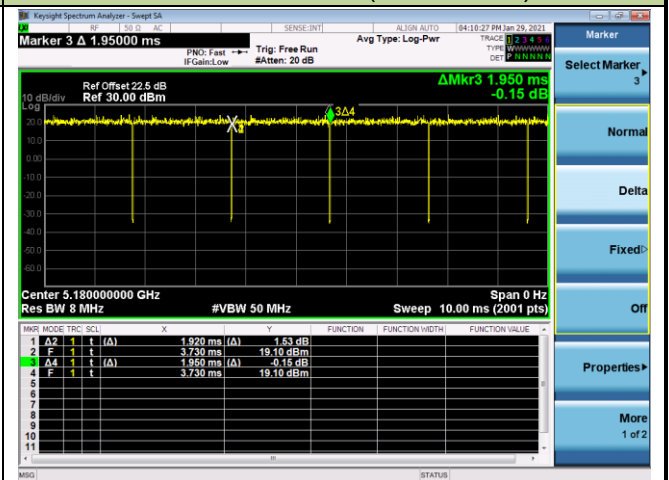 Keysight Spectrum Analyzer - Swept SA
RF 50 Ω AC SENSE:INT ALIGN AUTO 04:10:27 PM Jan 29, 2021
Marker 3 Δ 1.95000 ms
PNO: Fast
IFGain:Low
Trig: Free Run
#Atten: 20 dB
Avg Type: Log-Pwr
TRACE 1 2 3 4 5 6
TYPE WWWWWW
DET P N N N N N
Ref Offset 22.5 dB
Ref 30.00 dBm
10 dB/div
Log
ΔMkr3 1.950 ms
-0.15 dB
3Δ4
20.0
10.0
0.00
-10.0
-20.0
-30.0
-40.0
-50.0
-60.0
Center 5.180000000 GHz Span 0 Hz
Res BW 8 MHz #VBW 50 MHz Sweep 10.00 ms (2001 pts)
MKR MODE TRC SCL X Y FUNCTION FUNCTION WIDTH FUNCTION VALUE
1 Δ2 1 t (Δ) 1.920 ms (Δ) 1.53 dB
2 F 1 t 3.730 ms 19.10 dBm
3 Δ4 1 t (Δ) 1.950 ms (Δ) -0.15 dB
4 F 1 t 3.730 ms 19.10 dBm
5
6
7
8
9
10
11
MSG STATUS
Marker
Select Marker
3
Normal
Delta
Fixed
Off
Properties
More
1 of 2